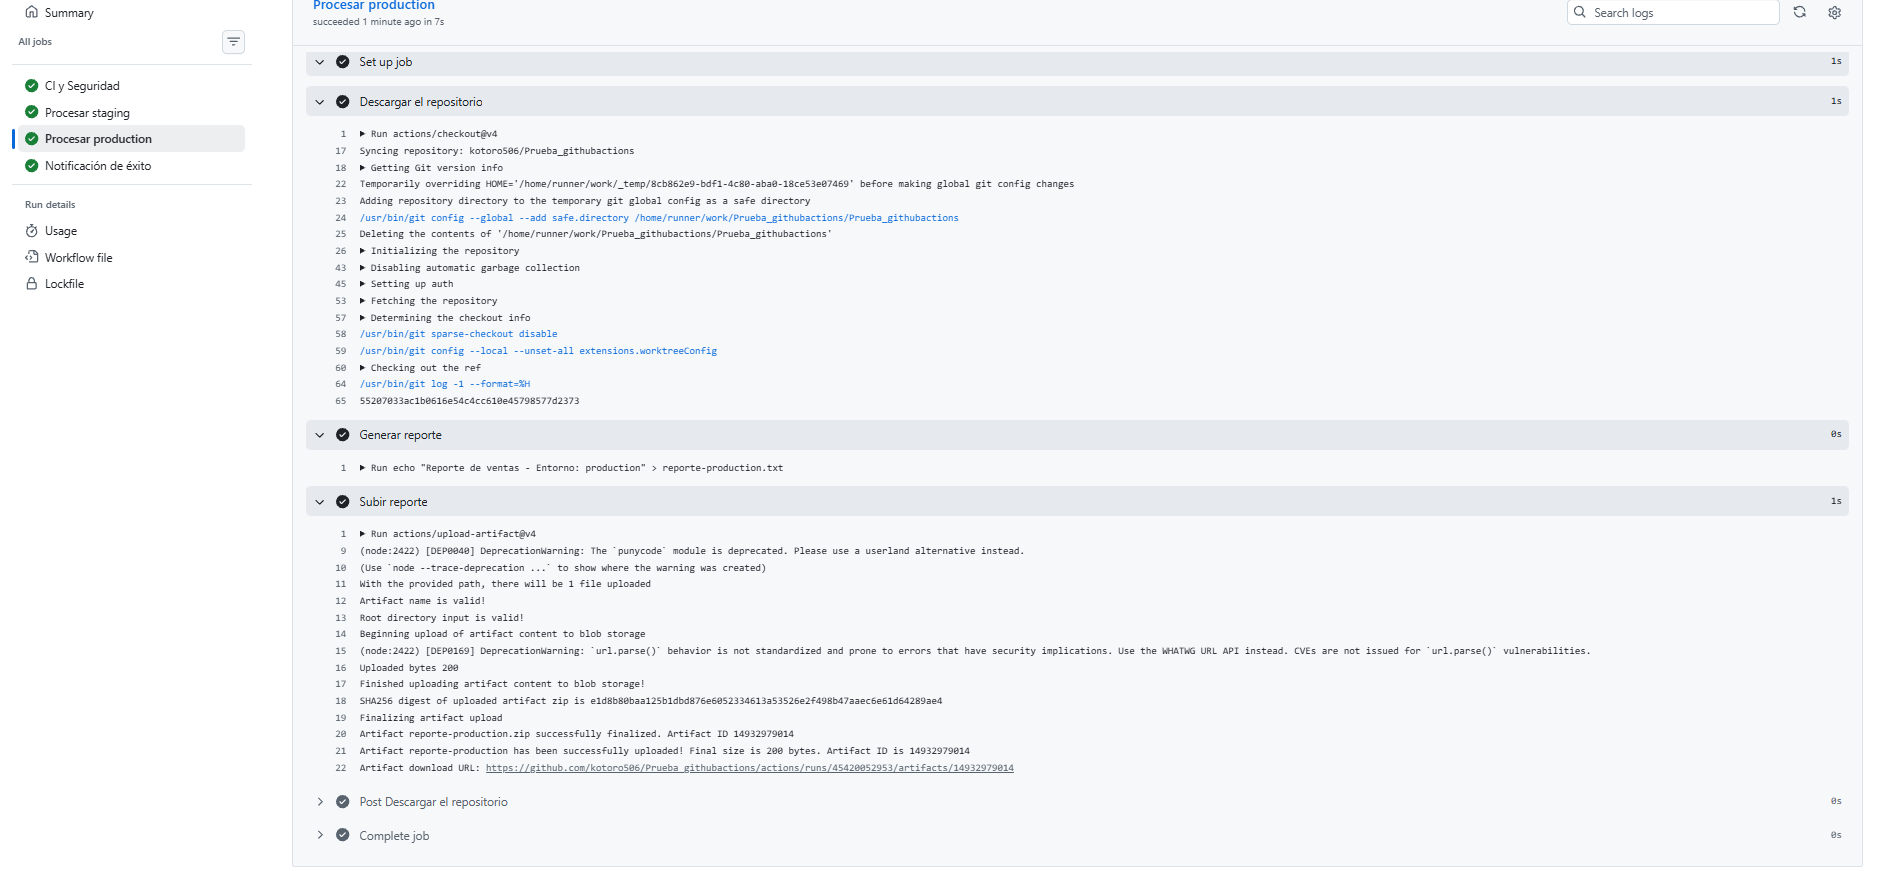 Summary
All jobs
CI y Seguridad
Procesar staging
Procesar production
Notificación de éxito
Run details
Usage
Workflow file
Lockfile
Procesar production
succeeded 1 minute ago in 7s
Search logs
Set up job 1s
Descargar el repositorio 1s
1 Run actions/checkout@v4
17 Syncing repository: kotoro506/Prueba_githubactions
18 Getting Git version info
22 Temporarily overriding HOME='/home/runner/work/_temp/8cb862e9-bdf1-4c80-aba0-18ce53e07469' before making global git config changes
23 Adding repository directory to the temporary git global config as a safe directory
24 /usr/bin/git config --global --add safe.directory /home/runner/work/Prueba_githubactions/Prueba_githubactions
25 Deleting the contents of '/home/runner/work/Prueba_githubactions/Prueba_githubactions'
26 Initializing the repository
43 Disabling automatic garbage collection
45 Setting up auth
53 Fetching the repository
57 Determining the checkout info
58 /usr/bin/git sparse-checkout disable
59 /usr/bin/git config --local --unset-all extensions.worktreeConfig
60 Checking out the ref
64 /usr/bin/git log -1 --format=%H
65 55207033ac1b0616e54c4cc610e45798577d2373
Generar reporte 0s
1 Run echo "Reporte de ventas - Entorno: production" > reporte-production.txt
Subir reporte 1s
1 Run actions/upload-artifact@v4
9 (node:2422) [DEP0040] DeprecationWarning: The `punycode` module is deprecated. Please use a userland alternative instead.
10 (Use `node --trace-deprecation ...` to show where the warning was created)
11 With the provided path, there will be 1 file uploaded
12 Artifact name is valid!
13 Root directory input is valid!
14 Beginning upload of artifact content to blob storage
15 (node:2422) [DEP0169] DeprecationWarning: `url.parse()` behavior is not standardized and prone to errors that have security implications. Use the WHATWG URL API instead. CVEs are not issued for `url.parse()` vulnerabilities.
16 Uploaded bytes 200
17 Finished uploading artifact content to blob storage!
18 SHA256 digest of uploaded artifact zip is e1d8b80baa125b1dbd876e6052334613a53526e2f498b47aaec6e61d64289ae4
19 Finalizing artifact upload
20 Artifact reporte-production.zip successfully finalized. Artifact ID 14932979014
21 Artifact reporte-production has been successfully uploaded! Final size is 200 bytes. Artifact ID is 14932979014
22 Artifact download URL: https://github.com/kotoro506/Prueba_githubactions/actions/runs/45420052953/artifacts/14932979014
Post Descargar el repositorio 0s
Complete job 0s